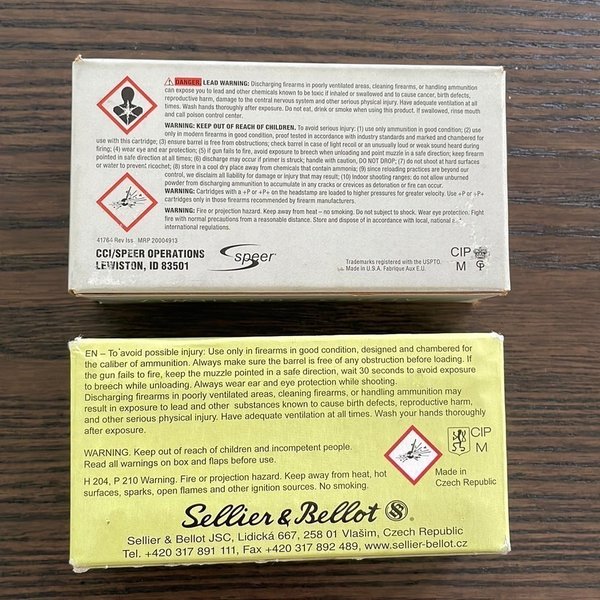 DANGER, LEAD WARNING: Discharging firearms in poorly ventilated areas, cleaning firearms, or handling ammunition
can expose you to lead and other chemicals known to be toxic if inhaled or swallowed and to cause cancer, birth defects,
reproductive harm, damage to the central nervous system and other serious physical injury. Have adequate ventilation at all
times. Wash hands thoroughly after exposure. Do not eat, drink or smoke when using this product. If swallowed, rinse mouth
and call poison control center.
WARNING: KEEP OUT OF REACH OF CHILDREN. To avoid serious injury: (1) use only ammunition in good condition; (2) use
only in modern firearms in good condition, proof tested in accordance with industry standards and marked and chambered for
use with this cartridge; (3) ensure barrel is free from obstructions; check barrel in case of light recoil or an unusually loud or weak sound heard during
firing; (4) wear eye and ear protection; (5) if gun fails to fire, avoid exposure to breech when unloading and point muzzle in a safe direction; keep firearm
pointed in safe direction at all times; (6) discharge may occur if primer is struck; handle with caution, DO NOT DROP; (7) do not shoot at hard surfaces
or water to prevent ricochet; (8) store in a cool dry place away from chemicals that contain ammonia; (9) since reloading practices are beyond our
control, we disclaim all liability for damage or injury that may result; (10) Indoor shooting ranges: do not allow unburned
powder from discharging ammunition to accumulate in any cracks or crevices as detonation or fire can occur.
WARNING: Cartridges with a +P or +P+ on the headstamp are loaded to higher pressures for greater velocity. Use +P or +P+
cartridges only in those firearms recommended by firearm manufacturers.
WARNING: Fire or projection hazard. Keep away from heat – no smoking. Do not subject to shock. Wear eye protection. Fight
fire with normal precautions from a reasonable distance. Store and dispose of in accordance with local, national
international regulations.
41764 Rev Iss MRP 20004913
CCI/SPEER OPERATIONS
LEWISTON, ID 83501
speer
Trademarks registered with the USPTO.
Made in U.S.A. Fabrique Aux E.U.
CIP
M
EN – To avoid possible injury: Use only in firearms in good condition, designed and chambered for
the caliber of ammunition. Always make sure the barrel is free of any obstruction before loading. If
the gun fails to fire, keep the muzzle pointed in a safe direction, wait 30 seconds to avoid exposure
to breech while unloading. Always wear ear and eye protection while shooting.
Discharging firearms in poorly ventilated areas, cleaning firearms, or handling ammunition may
result in exposure to lead and other substances known to cause birth defects, reproductive harm,
and other serious physical injury. Have adequate ventilation at all times. Wash your hands thoroughly
after exposure.
WARNING. Keep out of reach of children and incompetent people.
Read all warnings on box and flaps before use.
H 204, P 210 Warning. Fire or projection hazard. Keep away from heat, hot
surfaces, sparks, open flames and other ignition sources. No smoking.
CIP
M
Made in
Czech Republic
Sellier & Bellot
Sellier & Bellot JSC, Lidická 667, 258 01 Vlašim, Czech Republic
Tel. +420 317 891 111, Fax +420 317 892 489, www.sellier-bellot.cz